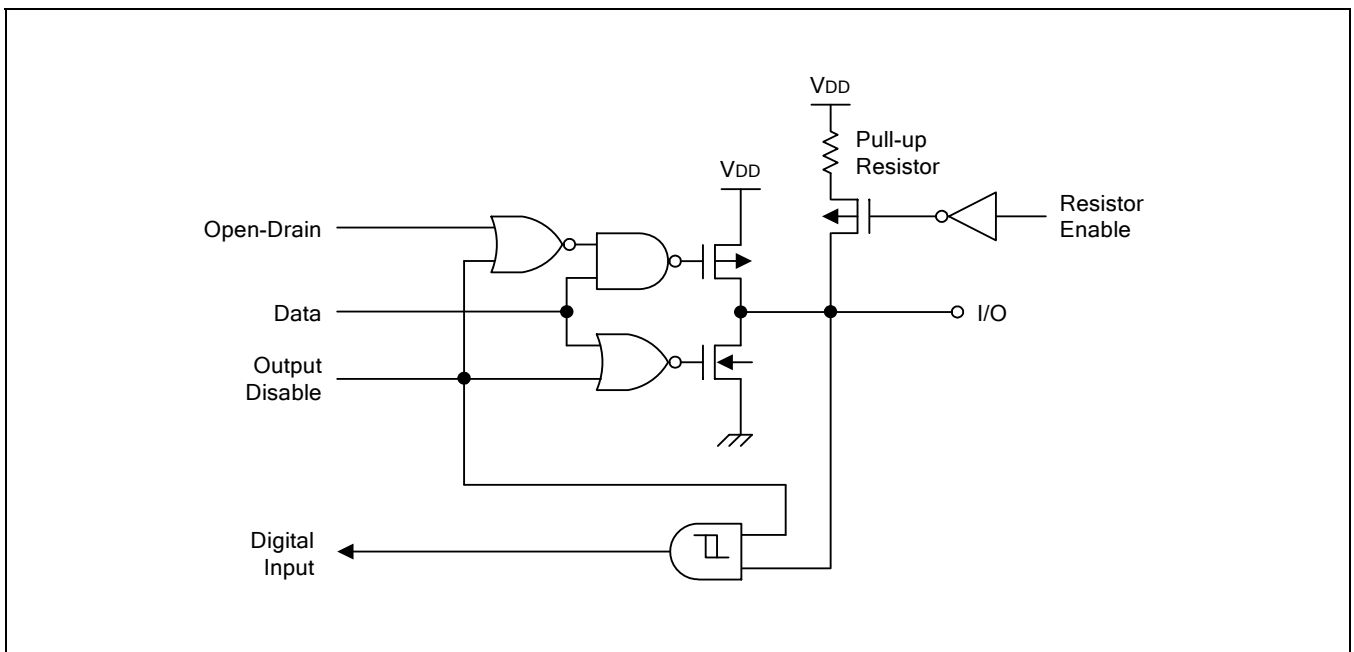 VDD
Pull-up
Resistor
VDD
Resistor
Enable
Open-Drain
Data
I/O
Output
Disable
Digital
Input